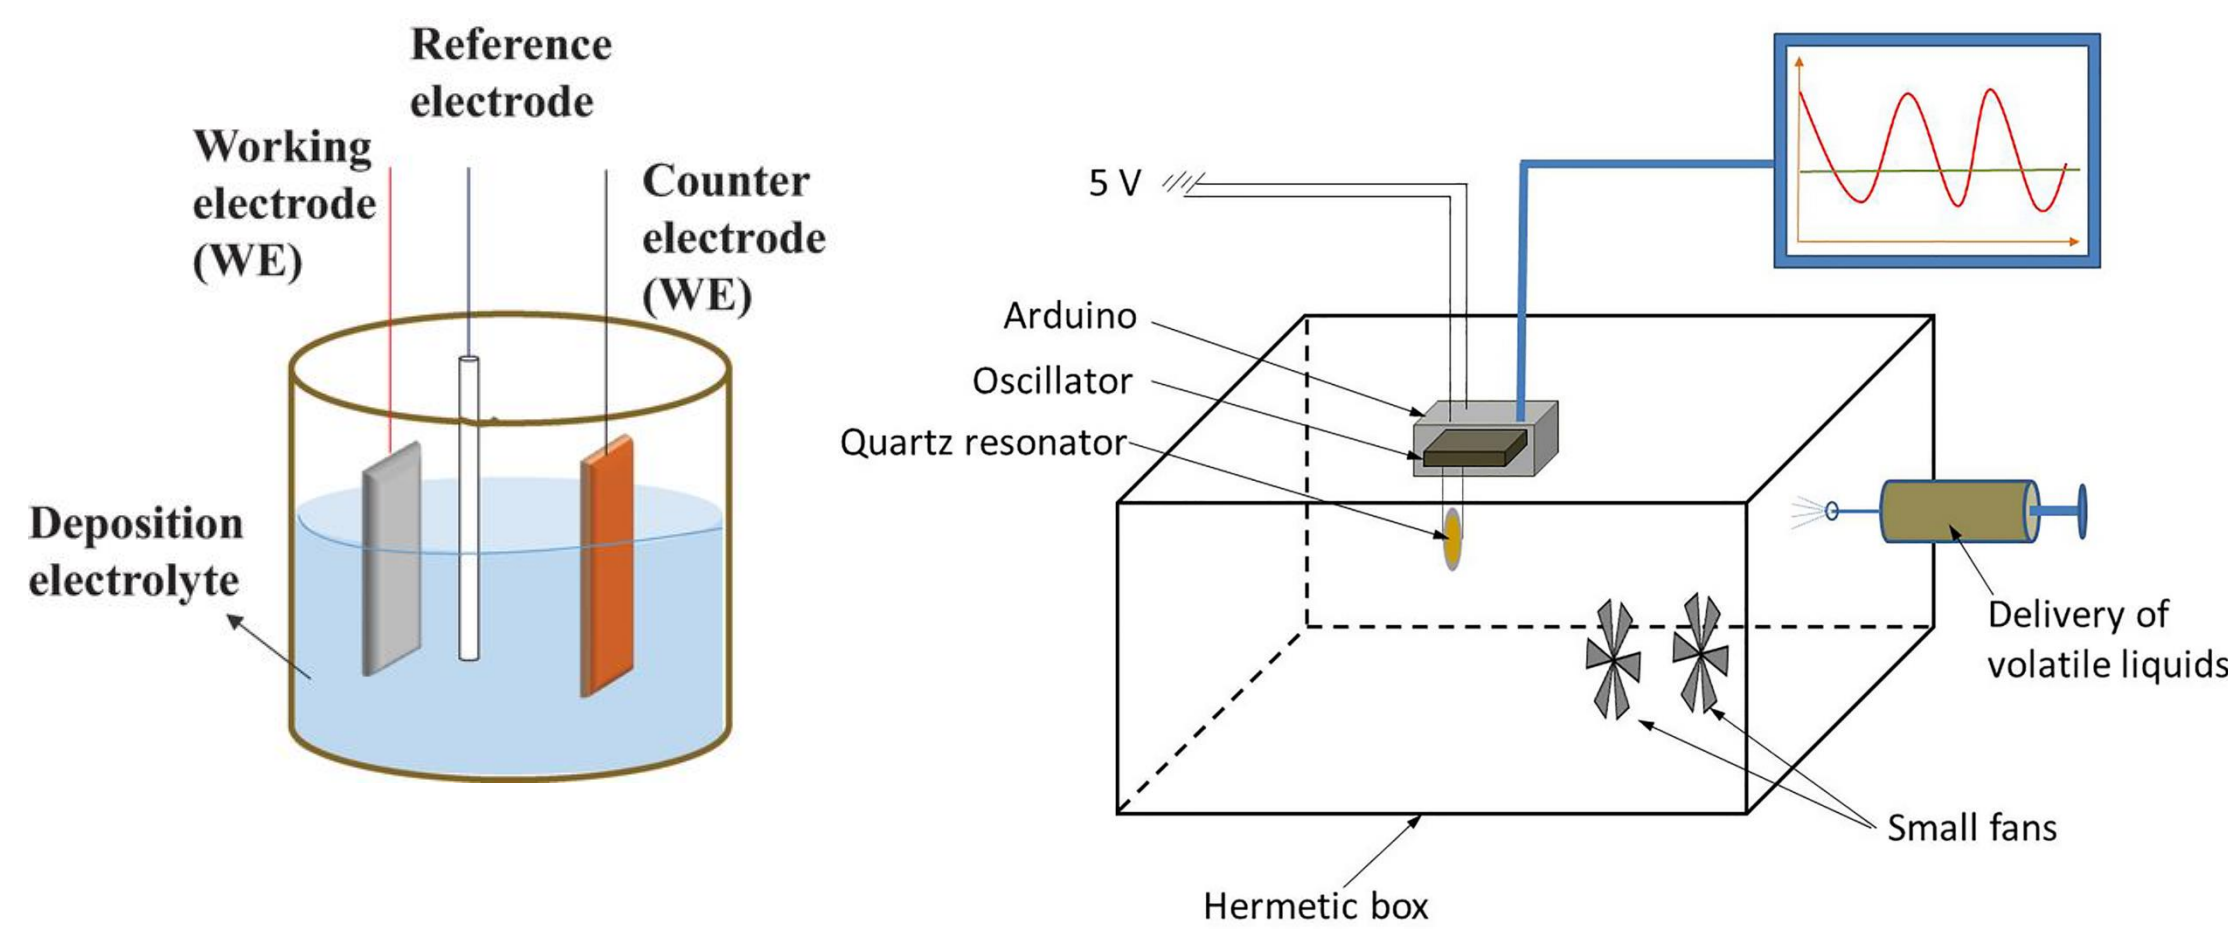 Reference
electrode
Working
electrode
(WE)
Counter
electrode
(WE)
Deposition
electrolyte
5 V
Arduino
Oscillator
Quartz resonator
Delivery of
volatile liquids
Small fans
Hermetic box